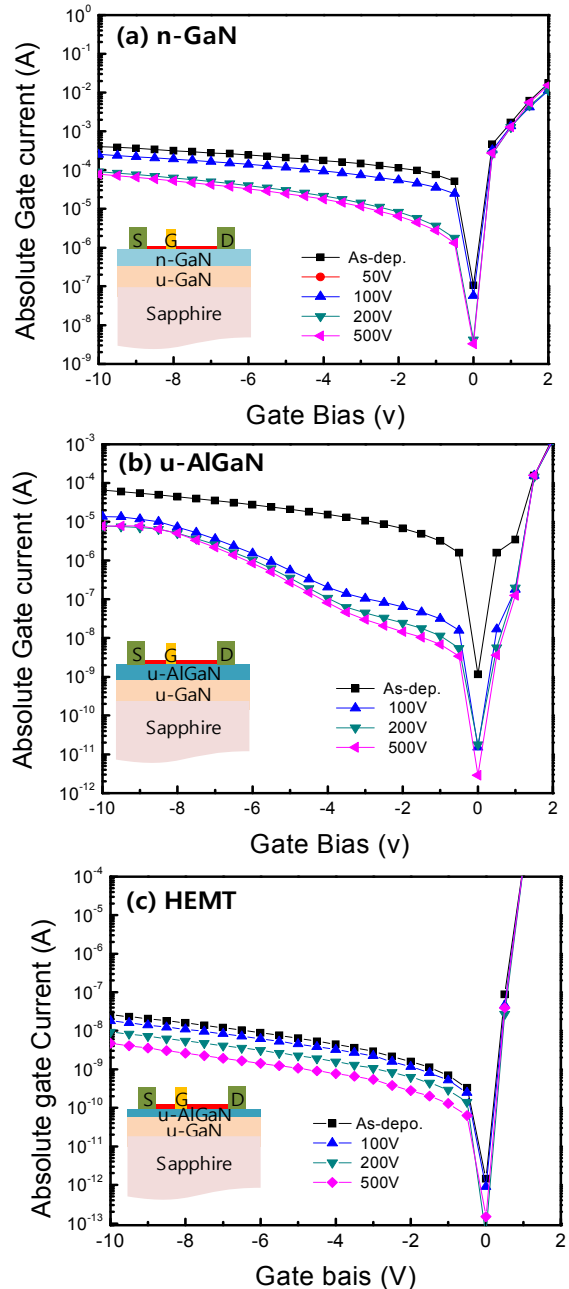 (a) n-GaN
Absolute Gate current (A)
10^0
10^-1
10^-2
10^-3
10^-4
10^-5
10^-6
10^-7
10^-8
10^-9
S G D
n-GaN
u-GaN
Sapphire
As-dep.
50V
100V
200V
500V
-10 -8 -6 -4 -2 0 2
Gate Bias (v)
(b) u-AlGaN
Absolute Gate current (A)
10^-3
10^-4
10^-5
10^-6
10^-7
10^-8
10^-9
10^-10
10^-11
10^-12
S G D
u-AlGaN
u-GaN
Sapphire
As-dep.
100V
200V
500V
-10 -8 -6 -4 -2 0 2
Gate Bias (v)
(c) HEMT
Absolute gate Current (A)
10^-4
10^-5
10^-6
10^-7
10^-8
10^-9
10^-10
10^-11
10^-12
10^-13
S G D
u-AlGaN
u-GaN
Sapphire
As-depo.
100V
200V
500V
-10 -8 -6 -4 -2 0 2
Gate bais (V)